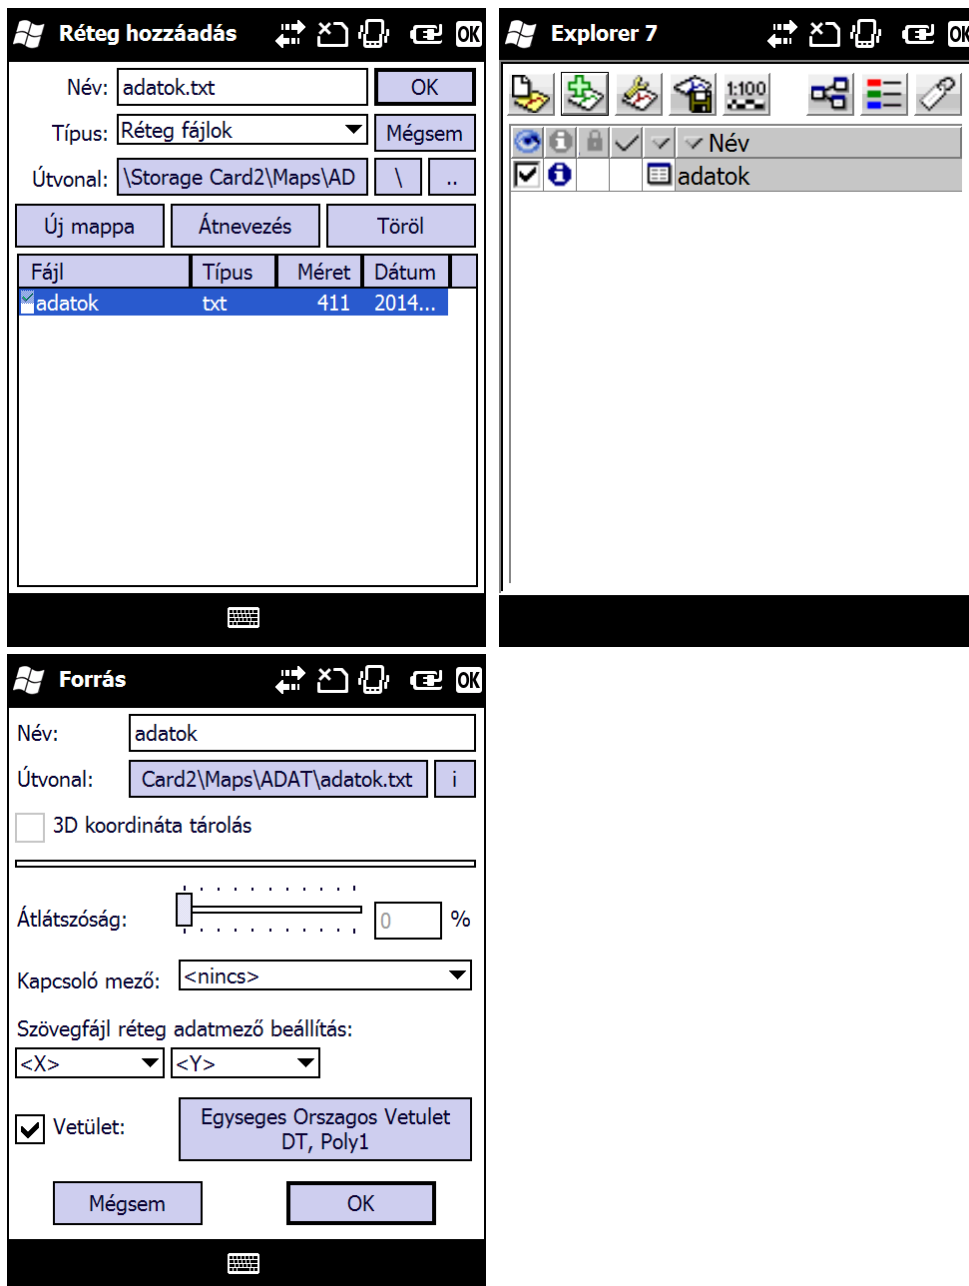 Réteg hozzáadás OK
Név: adatok.txt OK
Típus: Réteg fájlok Mégsem
Útvonal: \Storage Card2\Maps\AD \ ..
Új mappa Átnevezés Töröl
Fájl Típus Méret Dátum
adatok txt 411 2014...
Explorer 7 OK
1:100
Név
adatok
Forrás OK
Név: adatok
Útvonal: Card2\Maps\ADAT\adatok.txt i
3D koordináta tárolás
Átlátszóság: 0 %
Kapcsoló mező: <nincs>
Szövegfájl réteg adatmező beállítás:
<X> <Y>
Vetület: Egyseges Orszagos Vetulet
DT, Poly1
Mégsem OK